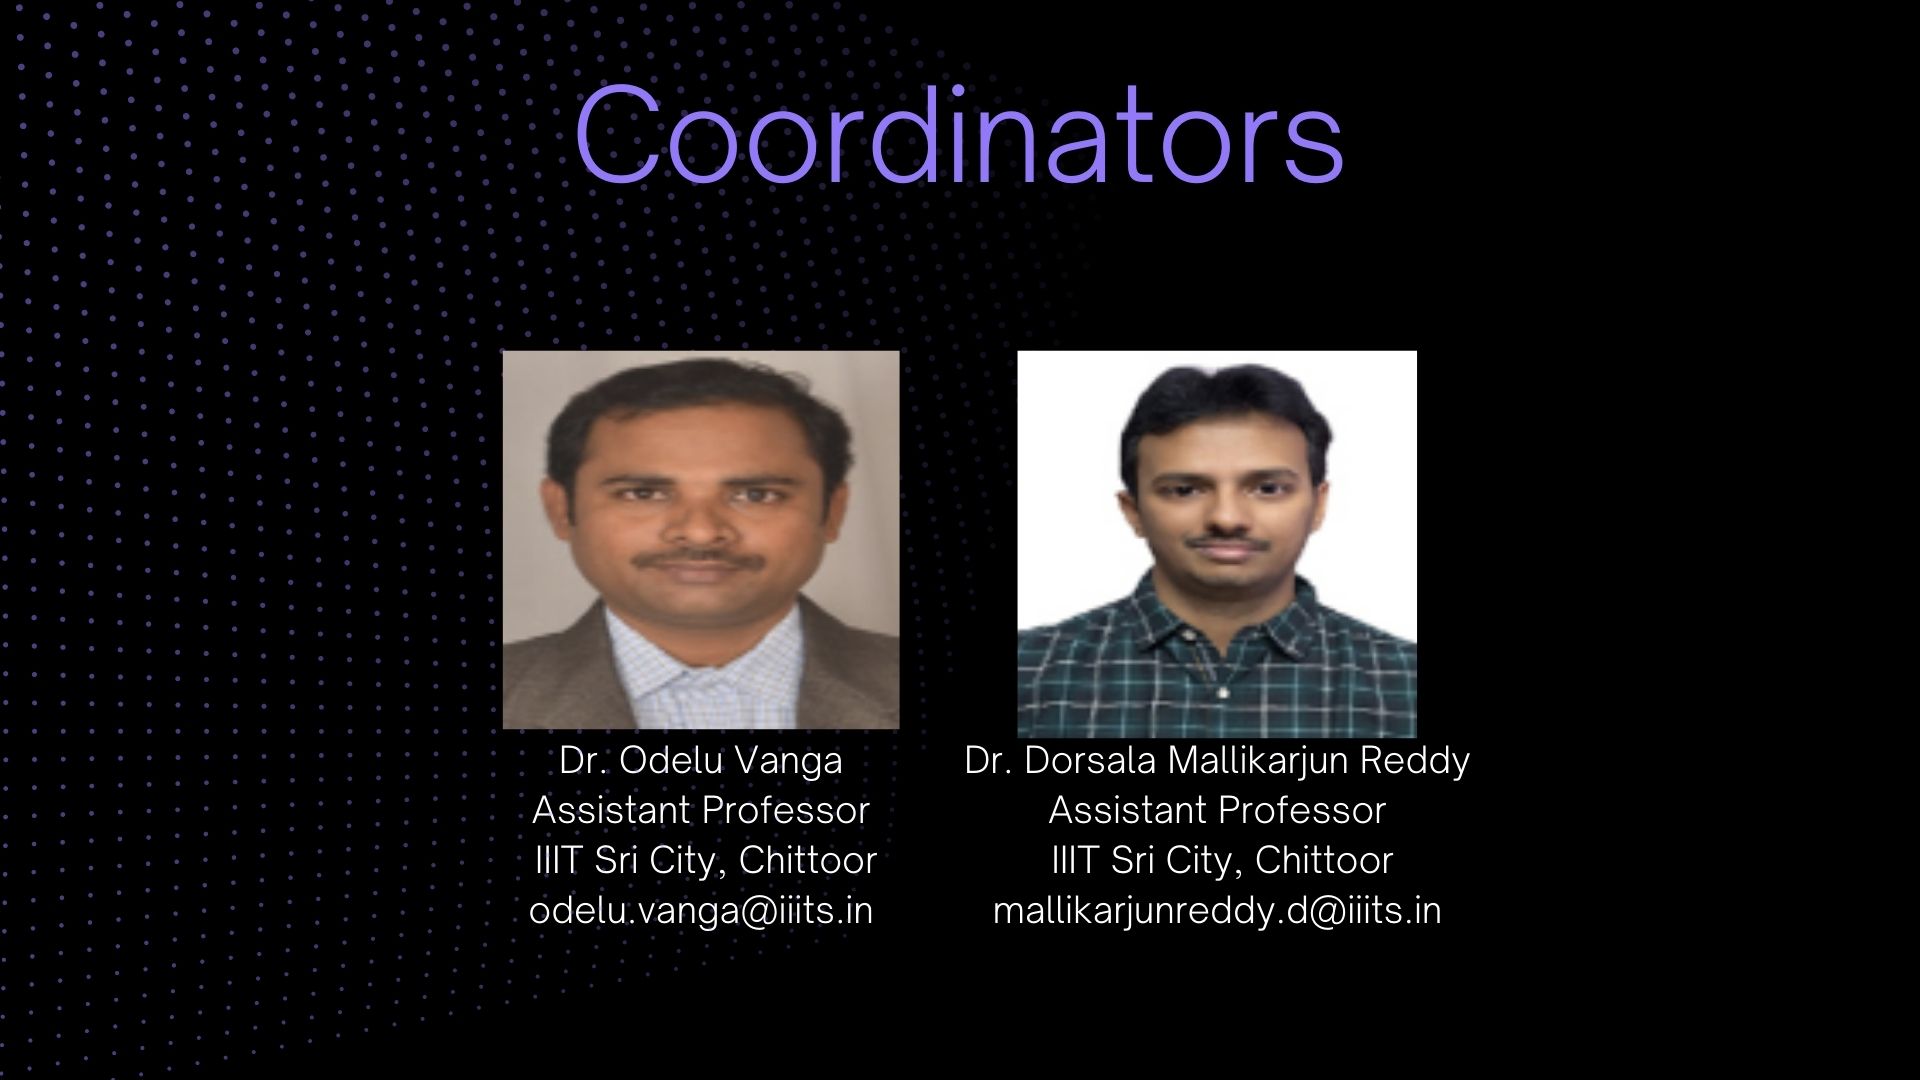 Coordinators
Dr. Odelu Vanga
Assistant Professor
IIIT Sri City, Chittoor
odelu.vanga@iiits.in
Dr. Dorsala Mallikarjun Reddy
Assistant Professor
IIIT Sri City, Chittoor
mallikarjunreddy.d@iiits.in